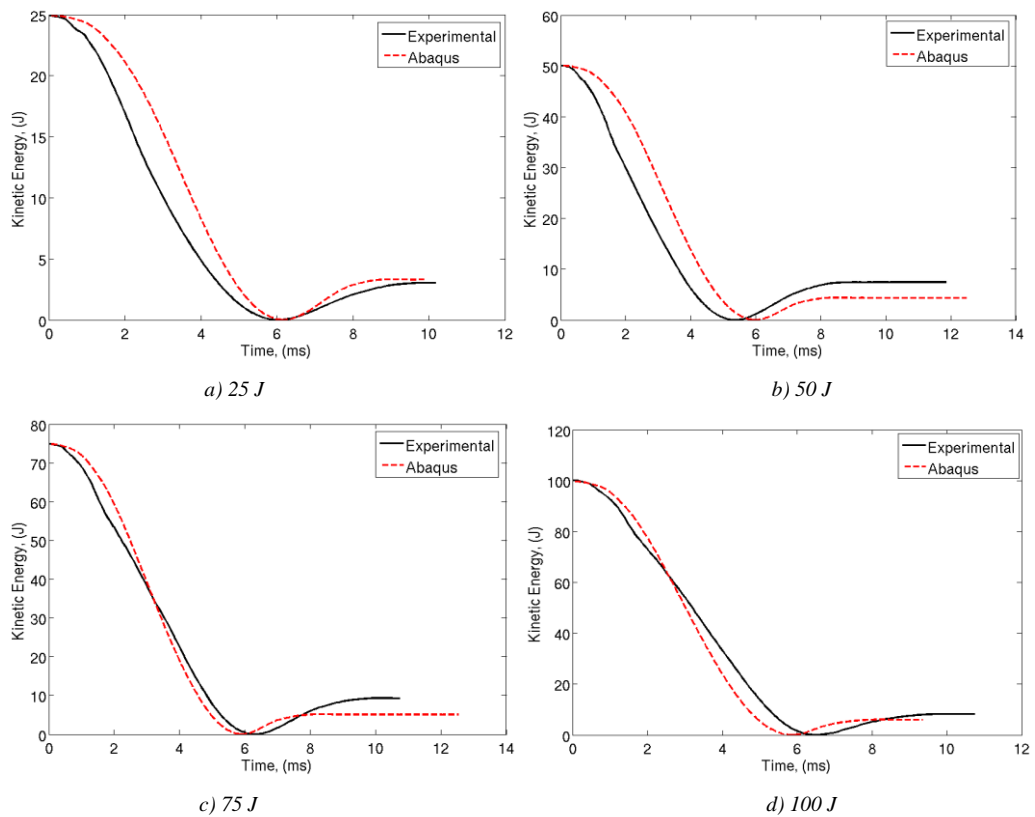 25
20
15
10
5
0
Kinetic Energy, (J)
Experimental
Abaqus
0 2 4 6 8 10 12
Time, (ms)
a) 25 J
60
50
40
30
20
10
0
Kinetic Energy, (J)
Experimental
Abaqus
0 2 4 6 8 10 12 14
Time, (ms)
b) 50 J
80
70
60
50
40
30
20
10
0
Kinetic Energy, (J)
Experimental
Abaqus
0 2 4 6 8 10 12 14
Time, (ms)
c) 75 J
120
100
80
60
40
20
0
Kinetic Energy, (J)
Experimental
Abaqus
0 2 4 6 8 10 12
Time, (ms)
d) 100 J